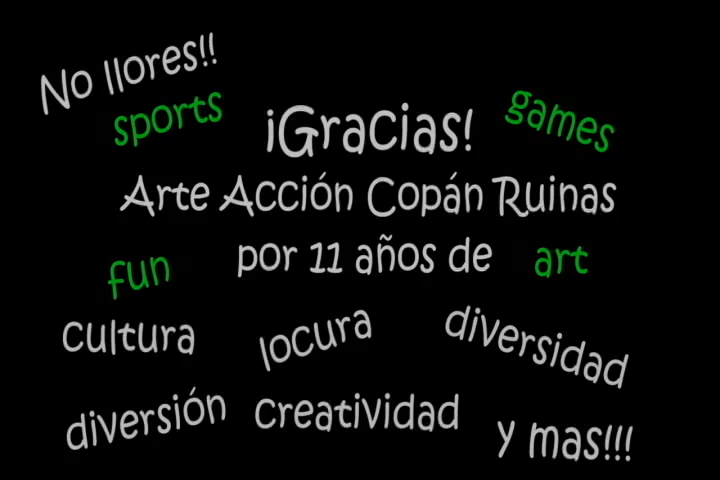 No llores!!
sports
¡Gracias!
games
Arte Acción Copán Ruinas
fun
por 11 años de
art
cultura
locura
diversidad
diversión
creatividad
y mas!!!